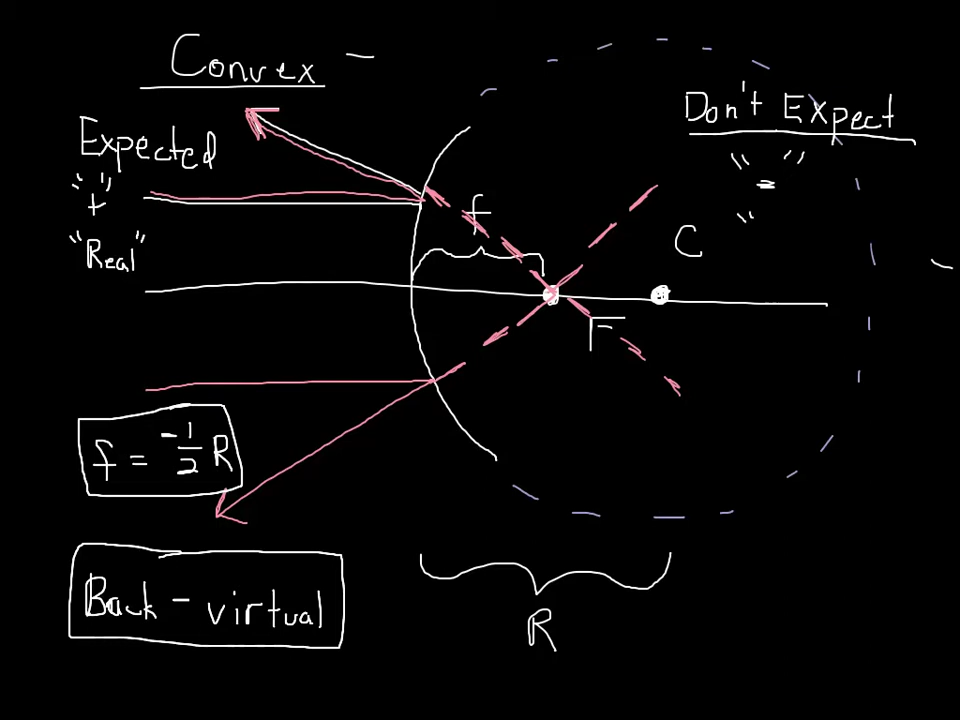 Convex –
Don't Expect
Expected
"+"
"Real"
" – "
"
f
C
F
f = -1/2 R
Back – virtual
R